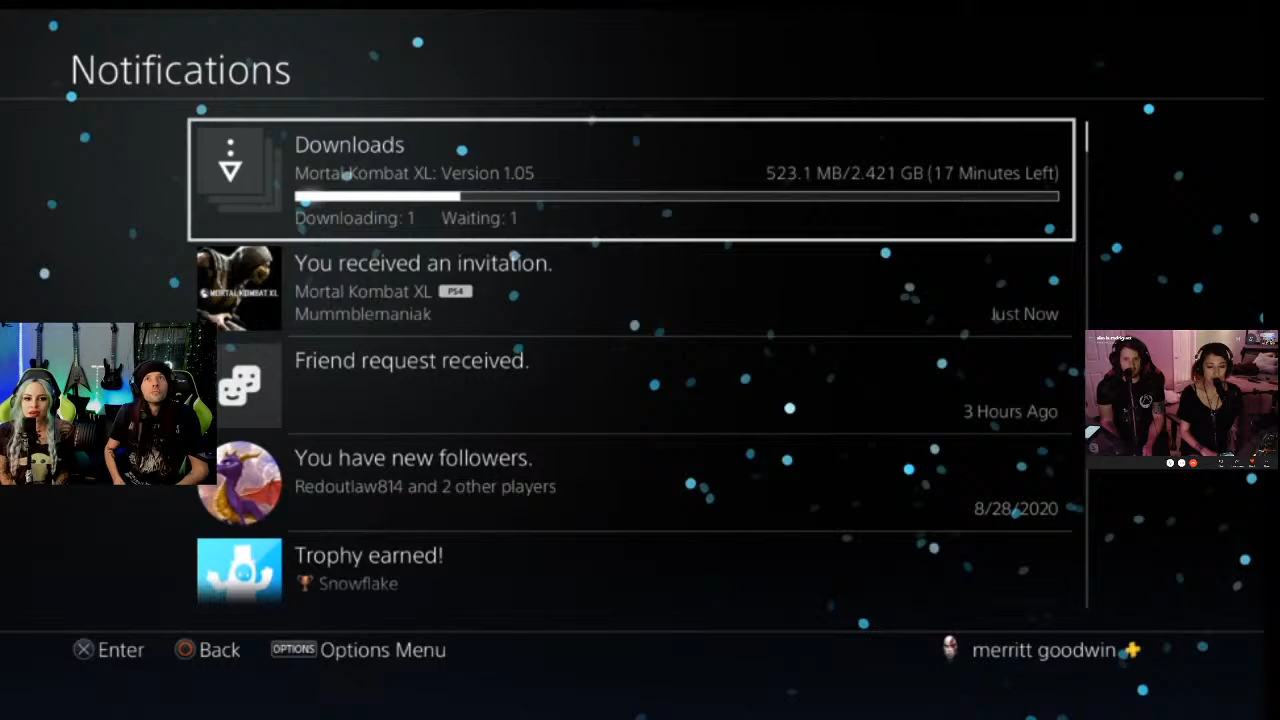 Notifications
Downloads
Mortal Kombat XL: Version 1.05
523.1 MB/2.421 GB (17 Minutes Left)
Downloading: 1 Waiting: 1
You received an invitation.
Mortal Kombat XL PS4
Mummblemaniak
Just Now
MORTAL KOMBAT XL
Friend request received.
3 Hours Ago
You have new followers.
Redoutlaw814 and 2 other players
8/28/2020
Trophy earned!
Snowflake
Enter Back OPTIONS Options Menu
merritt goodwin